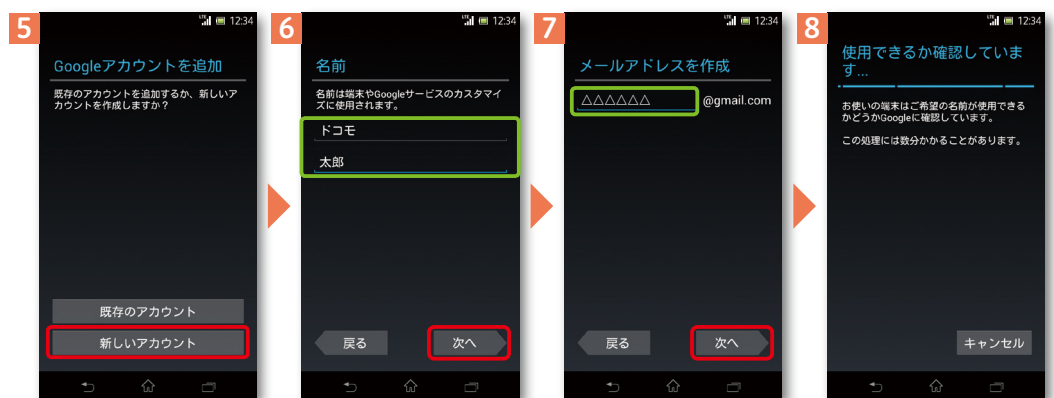 5
LTE 12:34
Googleアカウントを追加
既存のアカウントを追加するか、新しいア
カウントを作成しますか？
既存のアカウント
新しいアカウント
6
LTE 12:34
名前
名前は端末やGoogleサービスのカスタマイ
ズに使用されます。
ドコモ
太郎
戻る
次へ
7
LTE 12:34
メールアドレスを作成
△△△△△△ @gmail.com
戻る
次へ
8
LTE 12:34
使用できるか確認していま
す...
お使いの端末はご希望の名前が使用できる
かどうかGoogleに確認しています。
この処理には数分かかることがあります。
キャンセル